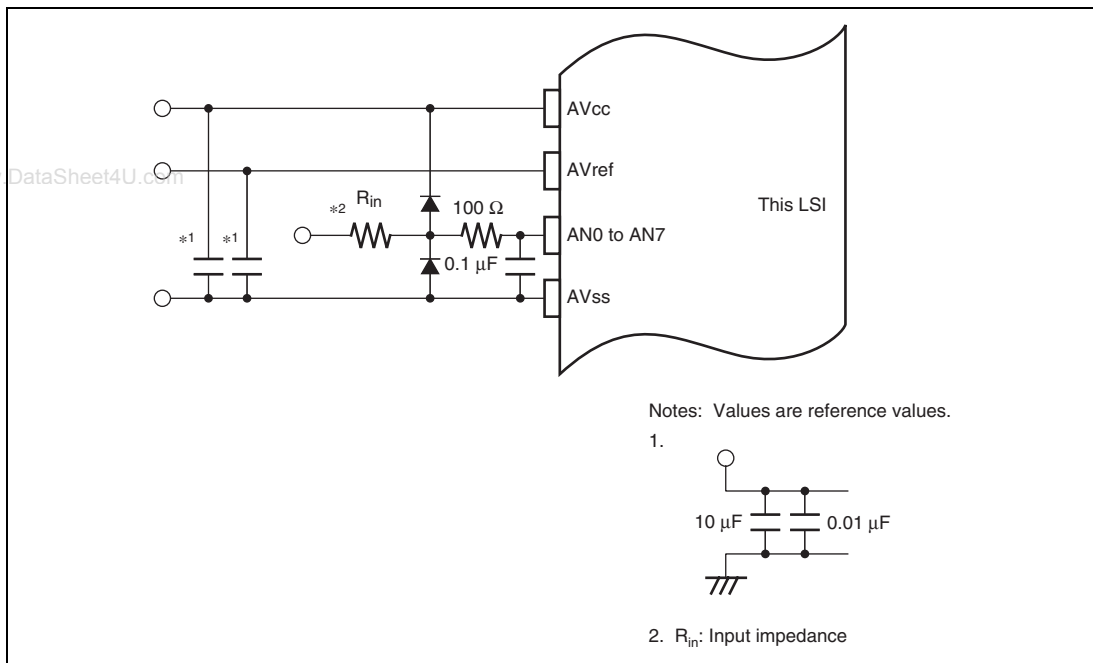 AVcc
AVref
.DataSheet4U.com
*2 Rin
100 Ω
This LSI
*1 *1
AN0 to AN7
0.1 μF
AVss
Notes: Values are reference values.
1.
10 μF 0.01 μF
2. Rin: Input impedance